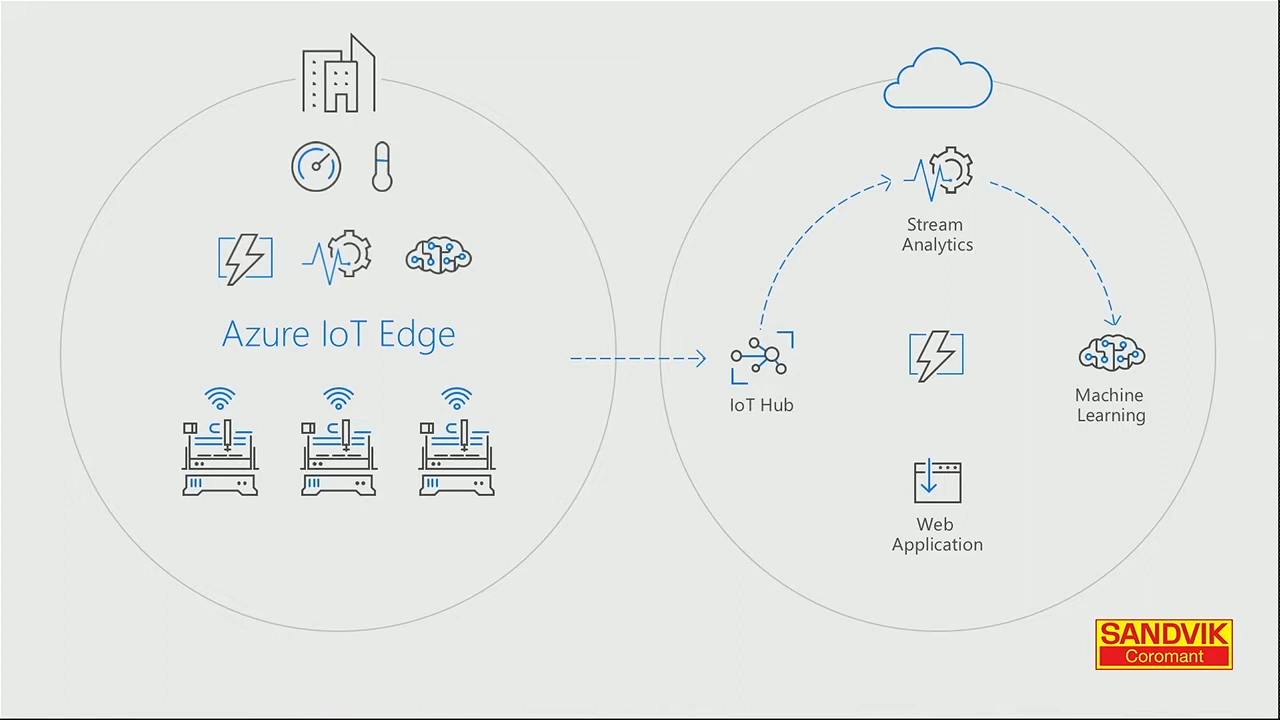 Azure IoT Edge
Stream
Analytics
IoT Hub
Machine
Learning
Web
Application
SANDVIK
Coromant